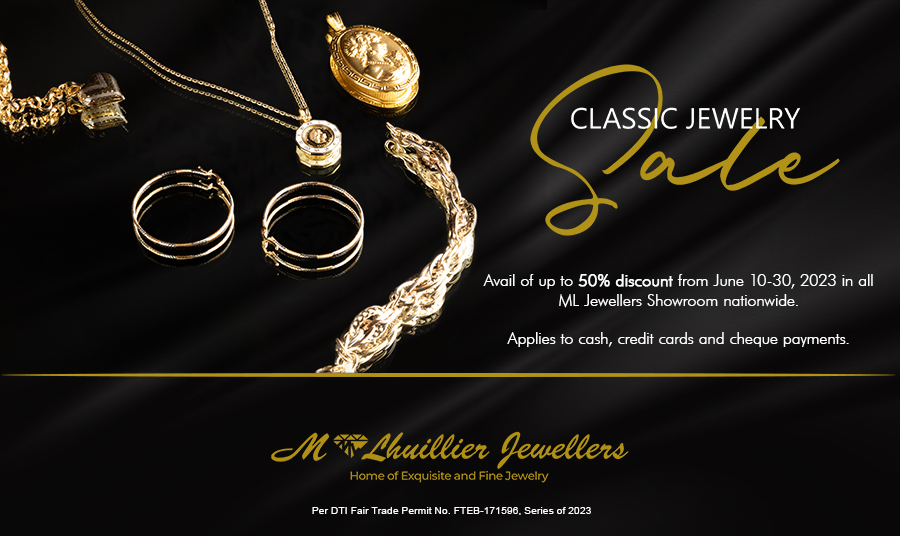 CLASSIC JEWELRY
Sale
Avail of up to 50% discount from June 10-30, 2023 in all
ML Jewellers Showroom nationwide.
Applies to cash, credit cards and cheque payments.
M Lhuillier Jewellers
Home of Exquisite and Fine Jewelry
Per DTI Fair Trade Permit No. FTEB-171596, Series of 2023